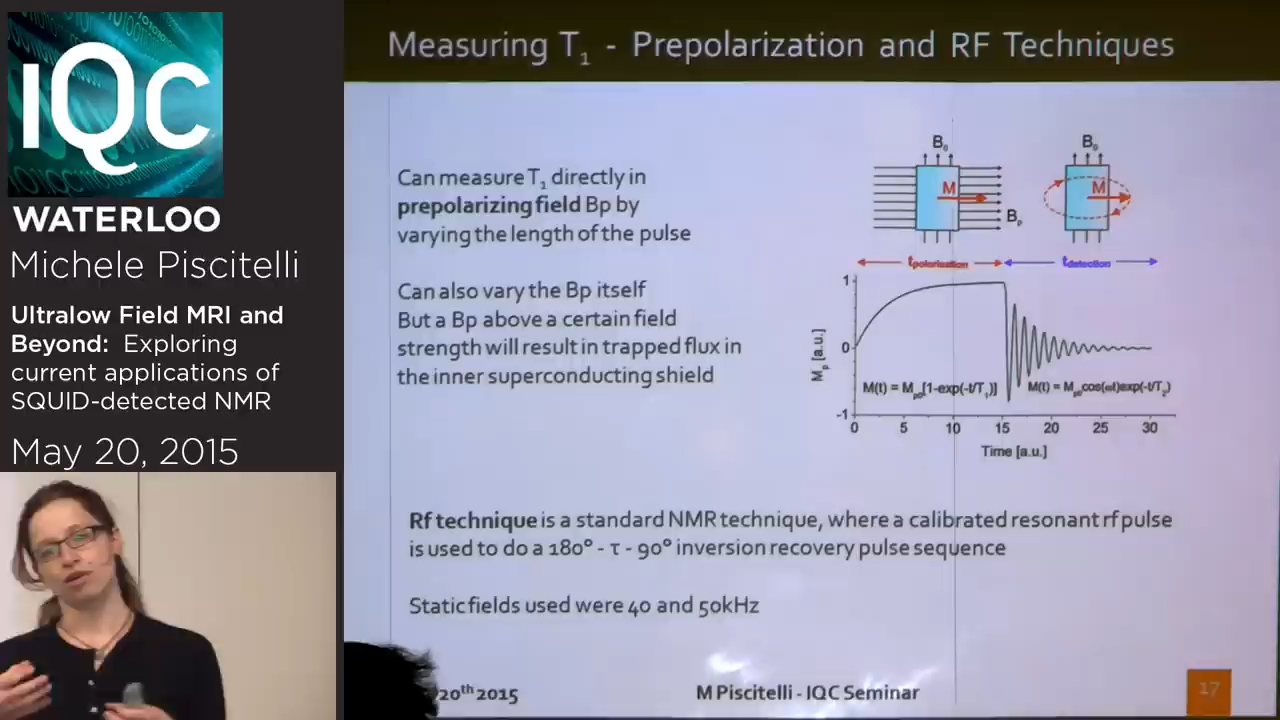 IQC
WATERLOO
Michele Piscitelli
Ultralow Field MRI and
Beyond: Exploring
current applications of
SQUID-detected NMR
May 20, 2015
Measuring T₁ - Prepolarization and RF Techniques
Can measure T₁ directly in
prepolarizing field Bp by
varying the length of the pulse
Can also vary the Bp itself
But a Bp above a certain field
strength will result in trapped flux in
the inner superconducting shield
B₀
B₀
M
M
Bₚ
t polarisation
t detection
1
0
-1
Mₚ [a.u.]
M(t) = Mₚ₀[1-exp(-t/T₁)]
M(t) = Mₚ₀cos(ωt)exp(-t/T₂)
0 5 10 15 20 25 30
Time [a.u.]
Rf technique is a standard NMR technique, where a calibrated resonant rf pulse
is used to do a 180° - τ - 90° inversion recovery pulse sequence
Static fields used were 40 and 50kHz
20th 2015
M Piscitelli - IQC Seminar
17